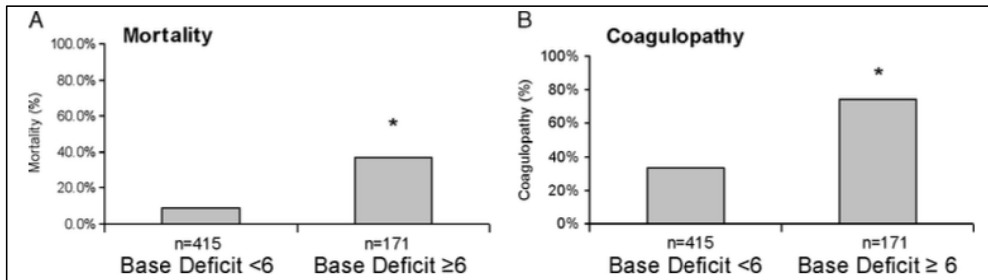 A
Mortality
100.0%
80.0%
60.0%
40.0%
20.0%
0.0%
Mortality (%)
*
n=415
n=171
Base Deficit <6
Base Deficit ≥6
B
Coagulopathy
100%
80%
60%
40%
20%
0%
Coagulopathy (%)
*
n=415
n=171
Base Deficit <6
Base Deficit ≥ 6